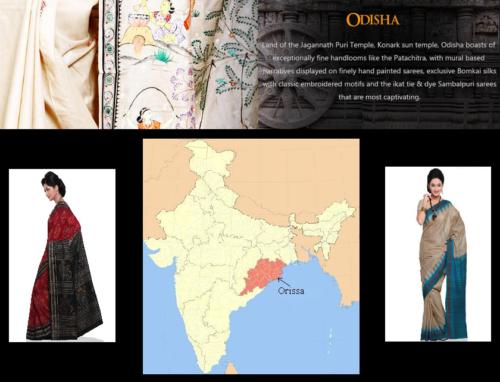 ODISHA
Land of the Jagannath Puri Temple, Konark sun temple, Odisha boasts of
exceptionally fine handlooms like the Patachitra, with mural based
narratives displayed on finely hand painted sarees, exclusive Bomkai silks
with classic embroidered motifs and the ikat tie & dye Sambalpuri sarees
that are most captivating.
Orissa